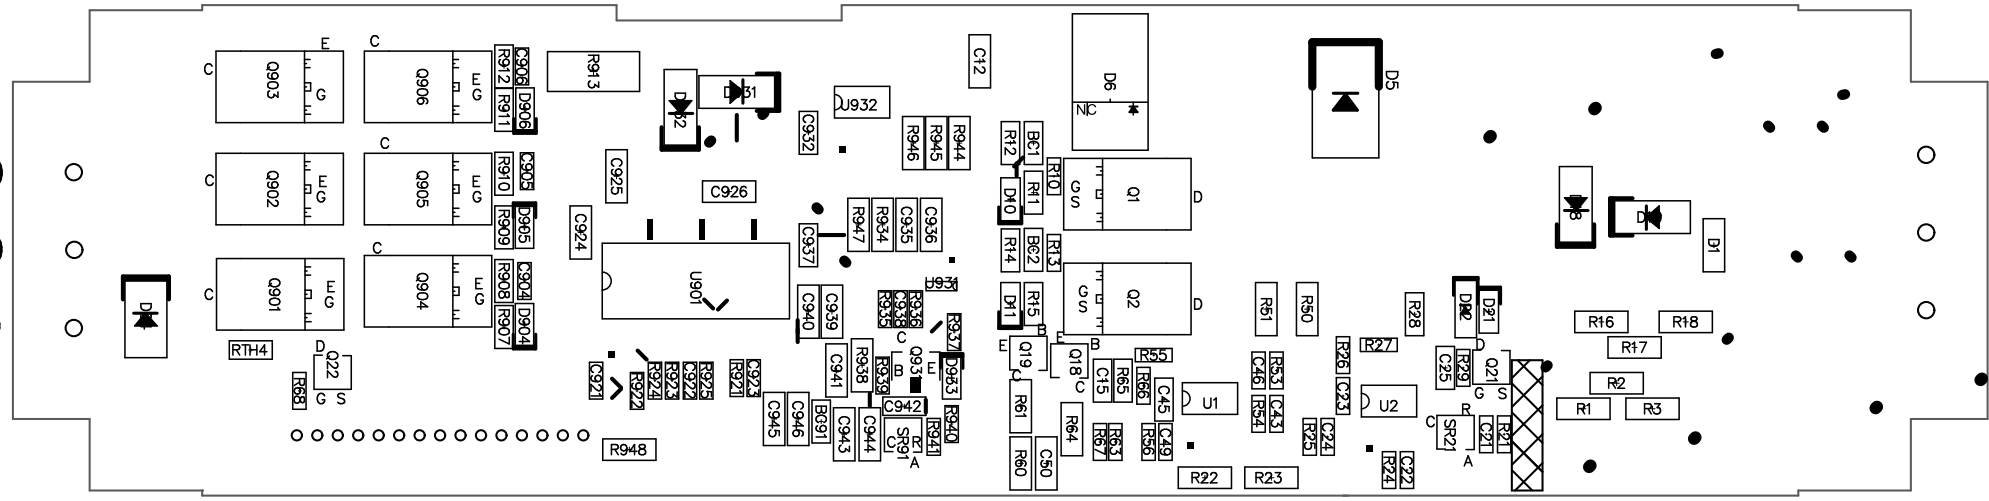 E
C
C
Q903
E
G
Q906
E
G
R912
C906
R911
D906
R913
U932
C932
C12
D6
NC
D5
C
C
Q902
E
G
Q905
E
G
R910
C905
R909
D905
C925
C926
C924
R946
R945
R944
R12
BC1
R10
D10
R11
G
S
Q1
D
C937
R947
R934
C935
C936
R14
BC2
R13
D1
C
C
Q901
E
G
Q904
E
G
R908
C904
R907
D904
U901
U931
C940
C939
R935
C938
R936
R937
D11
R15
G
S
Q2
D
R51
R50
R28
D21
R16
R18
R17
R2
R1
R3
RTH4
D
Q22
G
S
R68
C921
R922
R924
R923
C922
R925
R921
C923
C941
R938
R939
C
Q931
B
E
D933
C942
E
B
Q19
C
E
B
Q18
C
R55
C15
R65
R66
C45
U1
C46
R53
R54
C43
R26
C23
R27
U2
C25
R29
D
Q21
G
S
R948
C945
C946
BC91
C943
C944
SR91
C
R
A
R941
R940
R61
R60
C50
R64
R67
R63
R56
C49
R22
R23
R25
C24
R24
C22
C
R
SR21
A
C21
R21